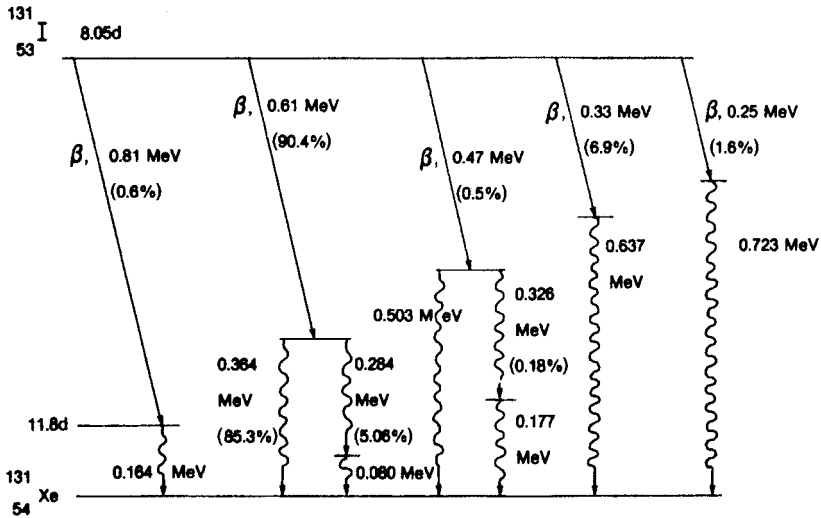 131
53 I 8.05d
β, 0.81 MeV
(0.6%)
β, 0.61 MeV
(90.4%)
β, 0.47 MeV
(0.5%)
β, 0.33 MeV
(6.9%)
β, 0.25 MeV
(1.6%)
0.364
MeV
(85.3%)
0.284
MeV
(5.06%)
0.503 MeV
0.326
MeV
(0.18%)
0.637
MeV
0.723 MeV
11.8d
0.164 MeV
0.080 MeV
0.177
MeV
131
54 Xe